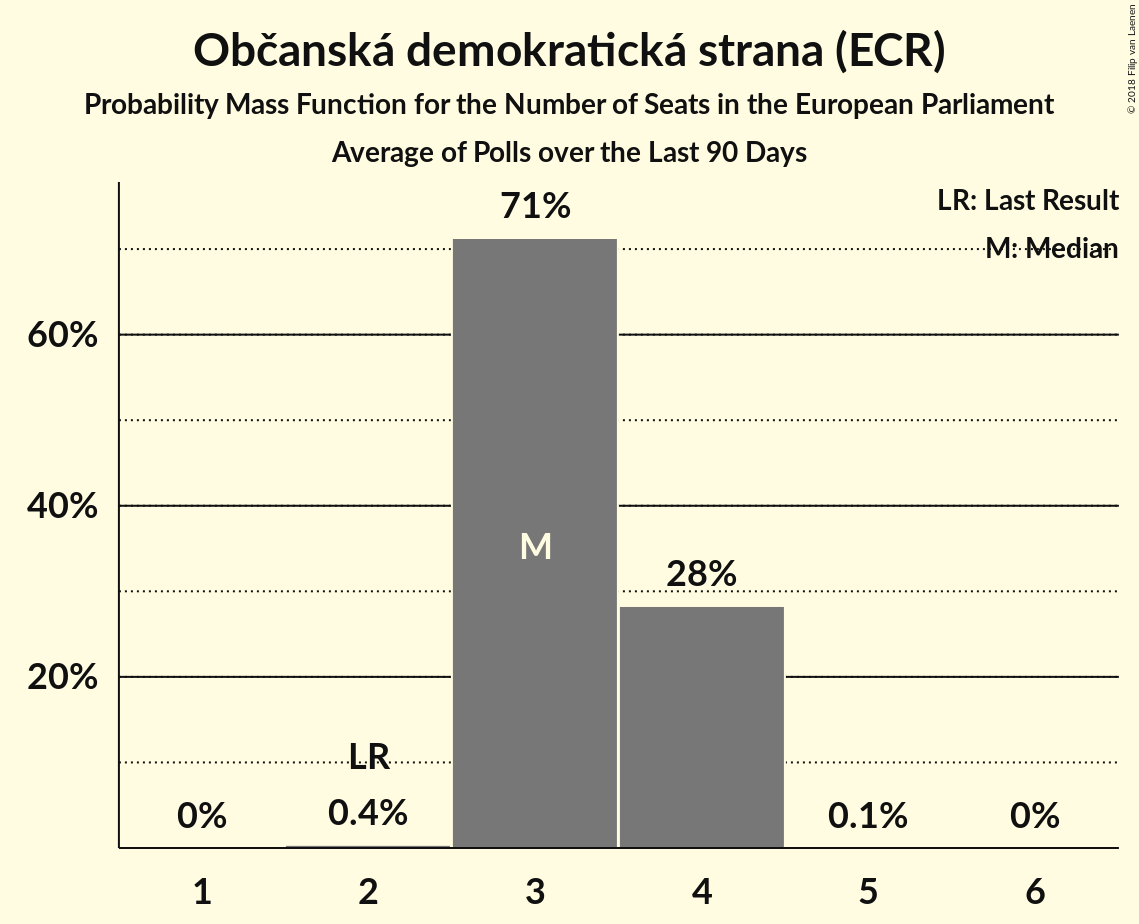 Občanská demokratická strana (ECR)
Probability Mass Function for the Number of Seats in the European Parliament
Average of Polls over the Last 90 Days
© 2018 Filip van Laenen
LR: Last Result
M: Median
71%
60%
40%
M
28%
20%
LR
0% 0.4% 0.1% 0%
1 2 3 4 5 6